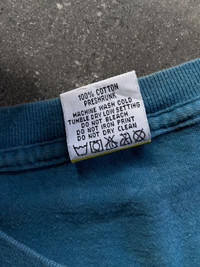 100% COTTON
PRESHRUNK
MACHINE WASH COLD
TUMBLE DRY LOW SETTING
DO NOT BLEACH
DO NOT IRON PRINT
DO NOT DRY CLEAN